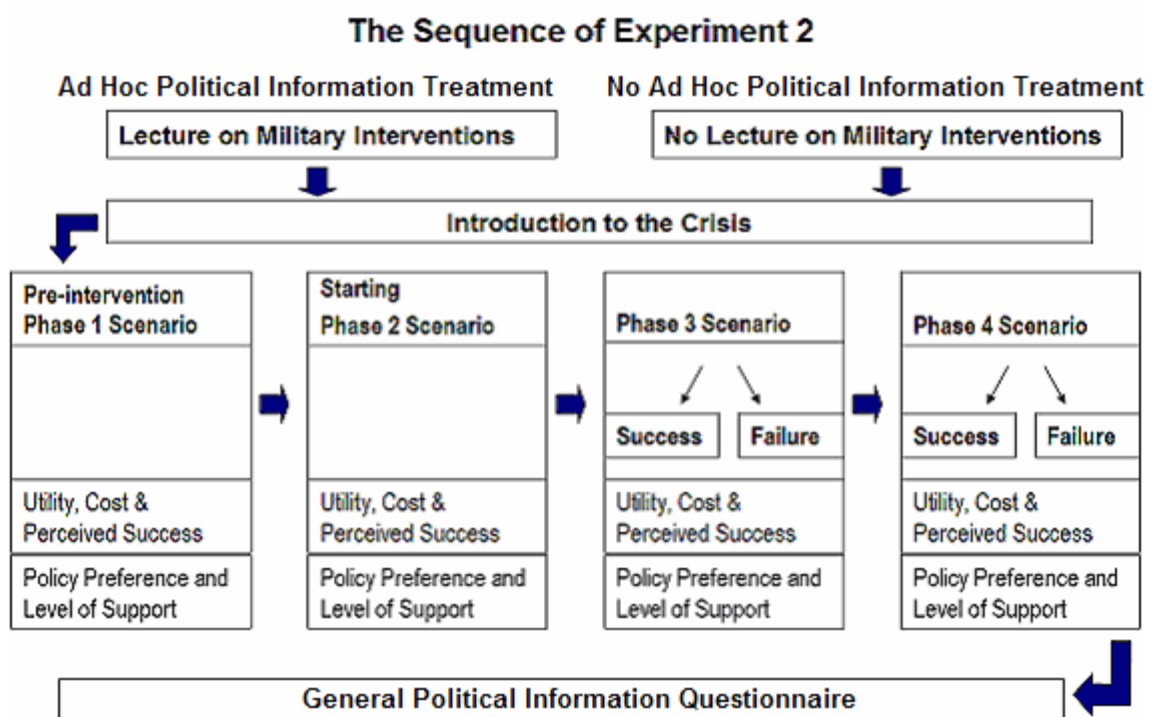 The Sequence of Experiment 2
Ad Hoc Political Information Treatment
No Ad Hoc Political Information Treatment
Lecture on Military Interventions
No Lecture on Military Interventions
Introduction to the Crisis
Pre-intervention
Phase 1 Scenario
Utility, Cost &
Perceived Success
Policy Preference and
Level of Support
Starting
Phase 2 Scenario
Utility, Cost &
Perceived Success
Policy Preference and
Level of Support
Phase 3 Scenario
Success
Failure
Utility, Cost &
Perceived Success
Policy Preference and
Level of Support
Phase 4 Scenario
Success
Failure
Utility, Cost &
Perceived Success
Policy Preference and
Level of Support
General Political Information Questionnaire